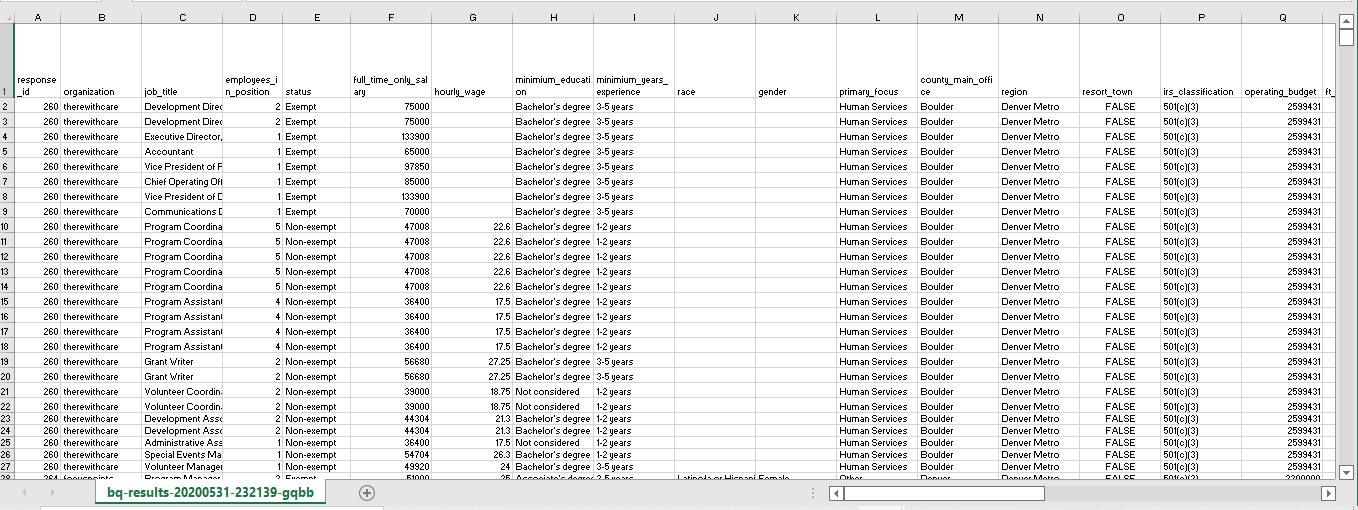 A B C D E F G H I J K L M N O P Q
1 response_id organization job_title employees_in_position status full_time_only_salary hourly_wage minimium_education minimium_years_experience race gender primary_focus county_main_office region resort_town irs_classification operating_budget ft_
2 260 therewithcare Development Direc 2 Exempt 75000 Bachelor's degree 3-5 years Human Services Boulder Denver Metro FALSE 501(c)(3) 2599431
3 260 therewithcare Development Direc 2 Exempt 75000 Bachelor's degree 3-5 years Human Services Boulder Denver Metro FALSE 501(c)(3) 2599431
4 260 therewithcare Executive Director, 1 Exempt 133900 Bachelor's degree 3-5 years Human Services Boulder Denver Metro FALSE 501(c)(3) 2599431
5 260 therewithcare Accountant 1 Exempt 65000 Bachelor's degree 3-5 years Human Services Boulder Denver Metro FALSE 501(c)(3) 2599431
6 260 therewithcare Vice President of F 1 Exempt 97850 Bachelor's degree 3-5 years Human Services Boulder Denver Metro FALSE 501(c)(3) 2599431
7 260 therewithcare Chief Operating Off 1 Exempt 85000 Bachelor's degree 3-5 years Human Services Boulder Denver Metro FALSE 501(c)(3) 2599431
8 260 therewithcare Vice President of D 1 Exempt 133900 Bachelor's degree 3-5 years Human Services Boulder Denver Metro FALSE 501(c)(3) 2599431
9 260 therewithcare Communications D 1 Exempt 70000 Bachelor's degree 3-5 years Human Services Boulder Denver Metro FALSE 501(c)(3) 2599431
10 260 therewithcare Program Coordina 5 Non-exempt 47008 22.6 Bachelor's degree 1-2 years Human Services Boulder Denver Metro FALSE 501(c)(3) 2599431
11 260 therewithcare Program Coordina 5 Non-exempt 47008 22.6 Bachelor's degree 1-2 years Human Services Boulder Denver Metro FALSE 501(c)(3) 2599431
12 260 therewithcare Program Coordina 5 Non-exempt 47008 22.6 Bachelor's degree 1-2 years Human Services Boulder Denver Metro FALSE 501(c)(3) 2599431
13 260 therewithcare Program Coordina 5 Non-exempt 47008 22.6 Bachelor's degree 1-2 years Human Services Boulder Denver Metro FALSE 501(c)(3) 2599431
14 260 therewithcare Program Coordina 5 Non-exempt 47008 22.6 Bachelor's degree 1-2 years Human Services Boulder Denver Metro FALSE 501(c)(3) 2599431
15 260 therewithcare Program Assistant 4 Non-exempt 36400 17.5 Bachelor's degree 1-2 years Human Services Boulder Denver Metro FALSE 501(c)(3) 2599431
16 260 therewithcare Program Assistant 4 Non-exempt 36400 17.5 Bachelor's degree 1-2 years Human Services Boulder Denver Metro FALSE 501(c)(3) 2599431
17 260 therewithcare Program Assistant 4 Non-exempt 36400 17.5 Bachelor's degree 1-2 years Human Services Boulder Denver Metro FALSE 501(c)(3) 2599431
18 260 therewithcare Program Assistant 4 Non-exempt 36400 17.5 Bachelor's degree 1-2 years Human Services Boulder Denver Metro FALSE 501(c)(3) 2599431
19 260 therewithcare Grant Writer 2 Non-exempt 56680 27.25 Bachelor's degree 3-5 years Human Services Boulder Denver Metro FALSE 501(c)(3) 2599431
20 260 therewithcare Grant Writer 2 Non-exempt 56680 27.25 Bachelor's degree 3-5 years Human Services Boulder Denver Metro FALSE 501(c)(3) 2599431
21 260 therewithcare Volunteer Coordin 2 Non-exempt 39000 18.75 Not considered 1-2 years Human Services Boulder Denver Metro FALSE 501(c)(3) 2599431
22 260 therewithcare Volunteer Coordin 2 Non-exempt 39000 18.75 Not considered 1-2 years Human Services Boulder Denver Metro FALSE 501(c)(3) 2599431
23 260 therewithcare Development Asso 2 Non-exempt 44304 21.3 Bachelor's degree 1-2 years Human Services Boulder Denver Metro FALSE 501(c)(3) 2599431
24 260 therewithcare Development Asso 2 Non-exempt 44304 21.3 Bachelor's degree 1-2 years Human Services Boulder Denver Metro FALSE 501(c)(3) 2599431
25 260 therewithcare Administrative Ass 1 Non-exempt 36400 17.5 Not considered 1-2 years Human Services Boulder Denver Metro FALSE 501(c)(3) 2599431
26 260 therewithcare Special Events Ma 1 Non-exempt 54704 26.3 Bachelor's degree 1-2 years Human Services Boulder Denver Metro FALSE 501(c)(3) 2599431
27 260 therewithcare Volunteer Manager 1 Non-exempt 49920 24 Bachelor's degree 3-5 years Human Services Boulder Denver Metro FALSE 501(c)(3) 2599431
bq-results-20200531-232139-gqbb